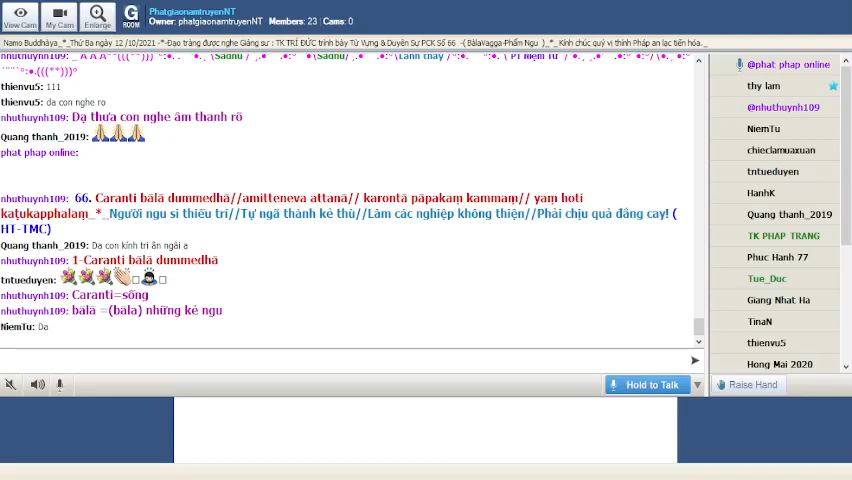 View Cam
My Cam
Enlarge
G
ROOM
PhatgiaonamtruyenNT
Owner: phatgiaonamtruyenNT Members: 23 | Cams: 0
Namo Buddhàya_*_Thứ Ba ngày 12 /10/2021 -*-Đạo tràng được nghe Giảng sư : TK TRÍ ĐỨC trình bày Từ Vựng & Duyên Sự PCK Số 66 -( BàlaVagga-Phẩm Ngu )_*_ Kính chúc quý vị thính Pháp an lạc tiến hóa._
thienvu5: 111
thienvu5: da con nghe ro
nhuthuynh109: Dạ thưa con nghe âm thanh rõ
Quang thanh_2019:
phat phap online:
nhuthuynh109: 66. Caranti bālā dummedhā//amitteneva attanā// karontā pāpakaṃ kammaṃ// yaṃ hoti
kaṭukapphalaṃ_*_Người ngu si thiếu trí//Tự ngã thành kẻ thù//Làm các nghiệp không thiện//Phải chịu quả đắng cay! (
HT-TMC)
Quang thanh_2019: Dạ con kính tri ân ngài ạ
nhuthuynh109: 1-Caranti bālā dummedhā
tntueduyen:
nhuthuynh109: Caranti=sống
nhuthuynh109: bālā =(bāla) những kẻ ngu
NiemTu: Dạ
Hold to Talk
@phat phap online
thy lam
@nhuthuynh109
NiemTu
chieclamuaxuan
tntueduyen
HanhK
Quang thanh_2019
TK PHAP TRANG
Phuc Hanh 77
Tue_Duc
Giang Nhat Ha
TinaN
thienvu5
Hong Mai 2020
Raise Hand